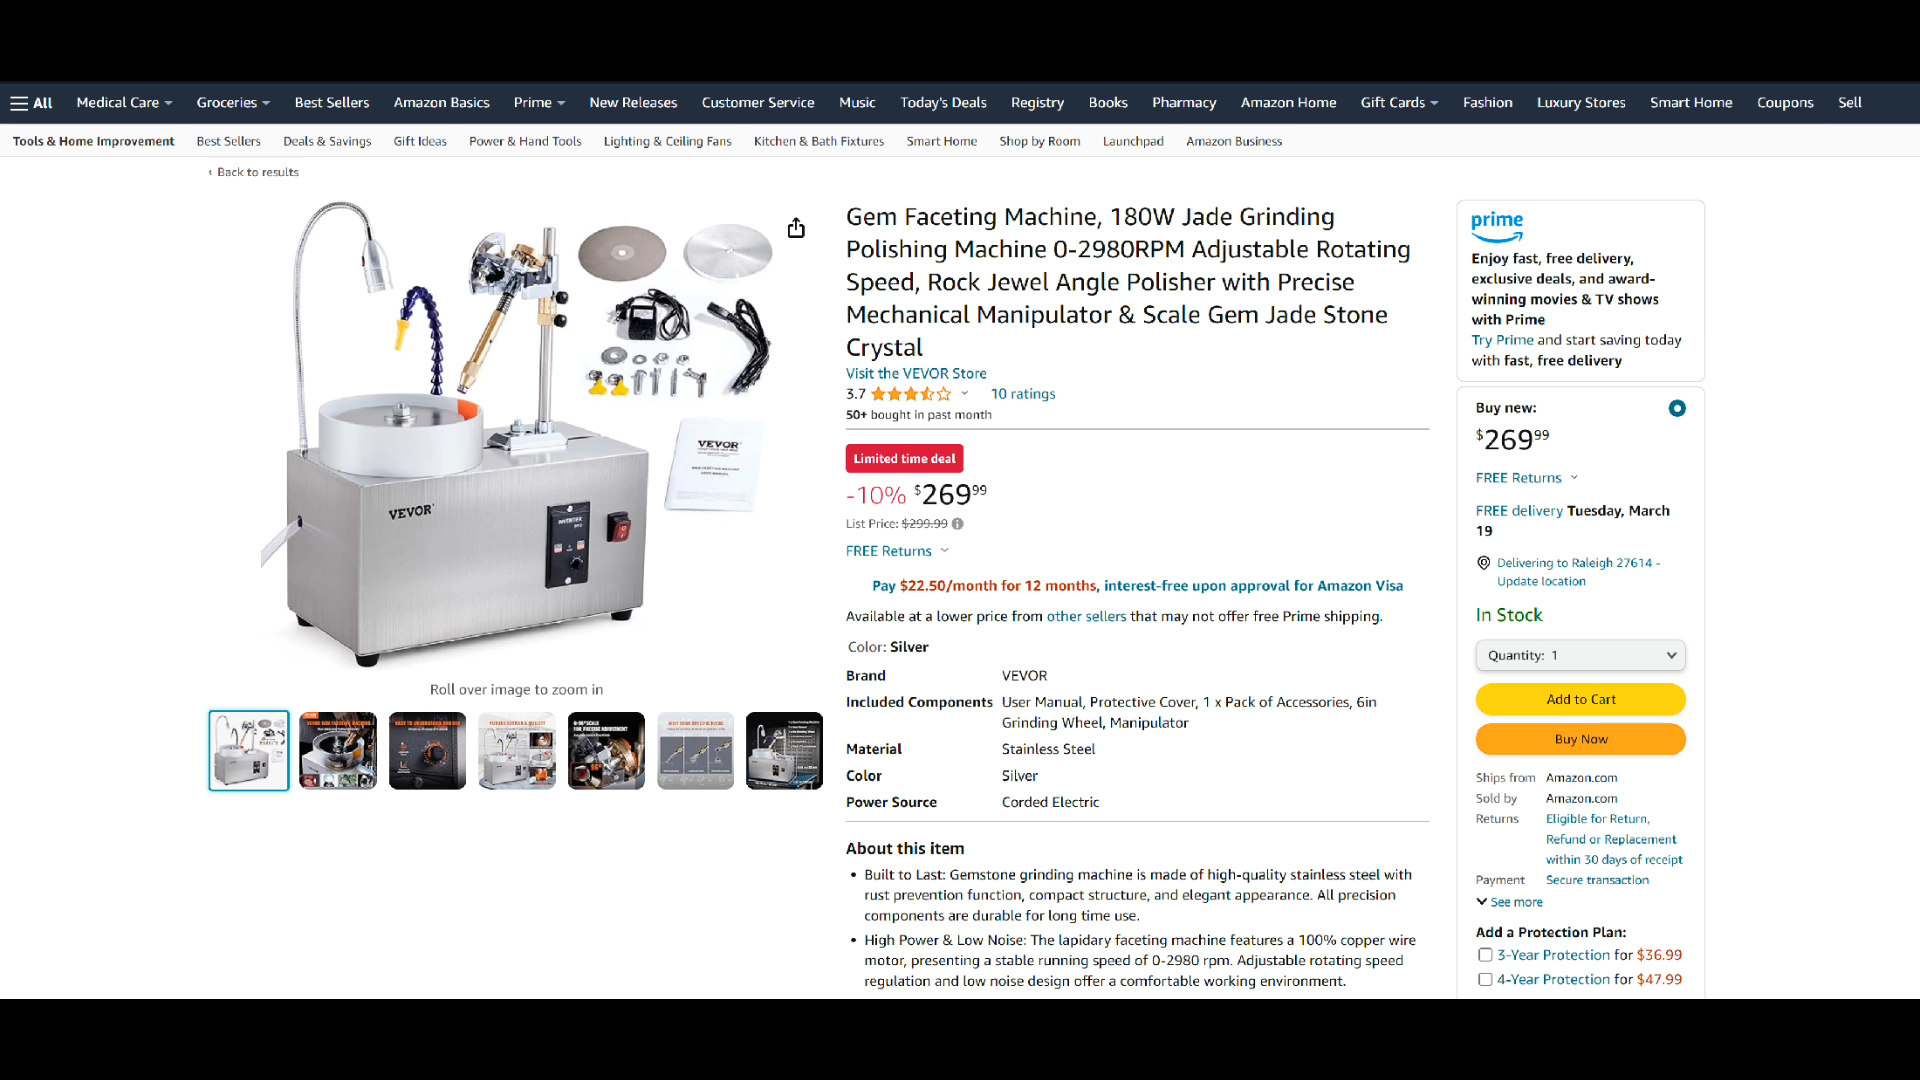 All
Medical Care
Groceries
Best Sellers
Amazon Basics
Prime
New Releases
Customer Service
Music
Today's Deals
Registry
Books
Pharmacy
Amazon Home
Gift Cards
Fashion
Luxury Stores
Smart Home
Coupons
Sell
Tools & Home Improvement
Best Sellers
Deals & Savings
Gift Ideas
Power & Hand Tools
Lighting & Ceiling Fans
Kitchen & Bath Fixtures
Smart Home
Shop by Room
Launchpad
Amazon Business
‹ Back to results
VEVOR
VEVOR
INVERTER
Roll over image to zoom in
Gem Faceting Machine, 180W Jade Grinding
Polishing Machine 0-2980RPM Adjustable Rotating
Speed, Rock Jewel Angle Polisher with Precise
Mechanical Manipulator & Scale Gem Jade Stone
Crystal
Visit the VEVOR Store
3.7
10 ratings
50+ bought in past month
Limited time deal
-10% $269.99
List Price: $299.99
FREE Returns
Pay $22.50/month for 12 months, interest-free upon approval for Amazon Visa
Available at a lower price from other sellers that may not offer free Prime shipping.
Color: Silver
Brand VEVOR
Included Components User Manual, Protective Cover, 1 x Pack of Accessories, 6in
Grinding Wheel, Manipulator
Material Stainless Steel
Color Silver
Power Source Corded Electric
About this item
• Built to Last: Gemstone grinding machine is made of high-quality stainless steel with
rust prevention function, compact structure, and elegant appearance. All precision
components are durable for long time use.
• High Power & Low Noise: The lapidary faceting machine features a 100% copper wire
motor, presenting a stable running speed of 0-2980 rpm. Adjustable rotating speed
regulation and low noise design offer a comfortable working environment.
prime
Enjoy fast, free delivery,
exclusive deals, and award-
winning movies & TV shows
with Prime
Try Prime and start saving today
with fast, free delivery
Buy new:
$269.99
FREE Returns
FREE delivery Tuesday, March
19
Delivering to Raleigh 27614 -
Update location
In Stock
Quantity: 1
Add to Cart
Buy Now
Ships from Amazon.com
Sold by Amazon.com
Returns Eligible for Return,
Refund or Replacement
within 30 days of receipt
Payment Secure transaction
See more
Add a Protection Plan:
3-Year Protection for $36.99
4-Year Protection for $47.99